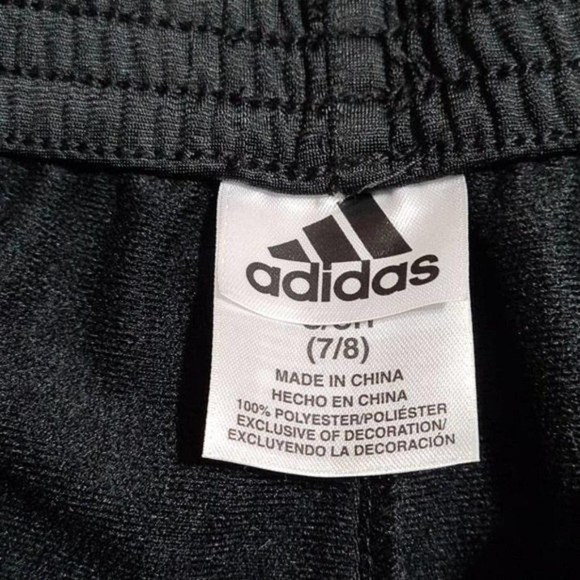 adidas
(7/8)
MADE IN CHINA
HECHO EN CHINA
100% POLYESTER/POLIÉSTER
EXCLUSIVE OF DECORATION/
EXCLUYENDO LA DECORACIÓN